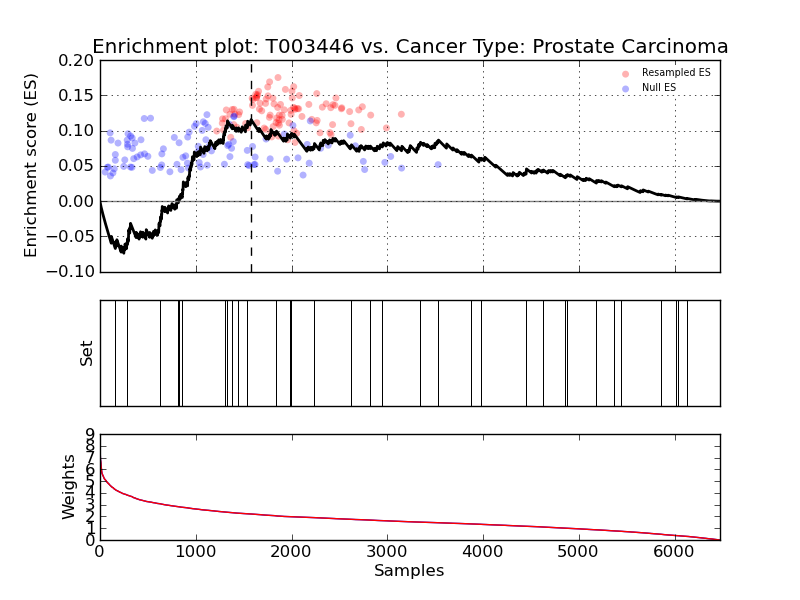 Enrichment plot: T003446 vs. Cancer Type: Prostate Carcinoma
Enrichment score (ES)
0.20
0.15
0.10
0.05
0.00
−0.05
−0.10
Resampled ES
Null ES
Set
Weights
9
8
7
6
5
4
3
2
1
0
0 1000 2000 3000 4000 5000 6000
Samples